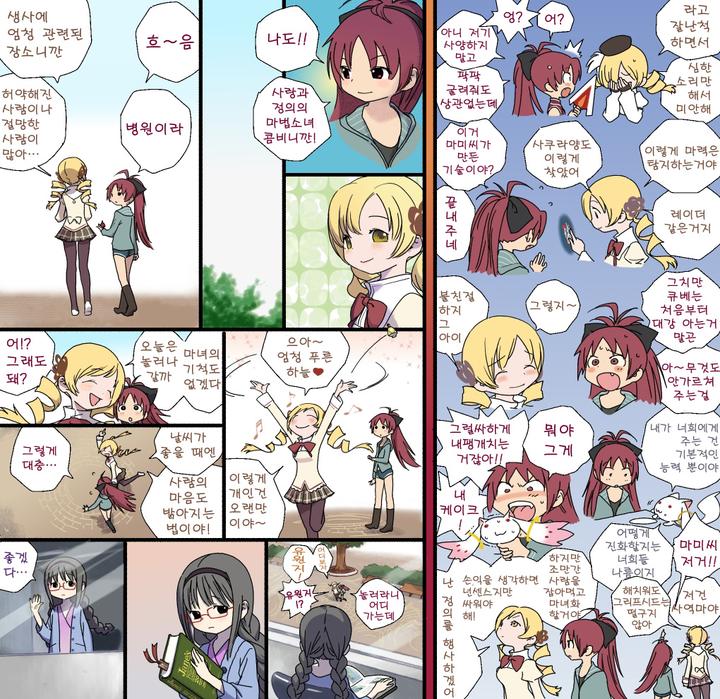 라고
잘난척
하면서
심한
소리만
해서
미안해
어?
엉?
아니 저기
사양하지
말고
팍팍
굴려줘도
상관없는데
이렇게 마력은
탐지하는거야
레이더
같은거지
사쿠라양도
이렇게
찾았어
이거
마미씨가
만든
기술이야?
끝
내
주
네
그치만
큐베는
처음부터
대강 아는거
말곤
아~무것도
안가르쳐
주는걸
그렇지~
불친절
하지
그
아이
내가 너희에게
주는 건
기본적인
능력 뿐이야
뭐야
그게
그럴싸하게
내팽개치는
거잖아!!
내
케이크
!
어떻게
진화할지는
너희들
나름이지
마미씨
저거!!
저건
사역마야
해치워도
그리프시드는
떨구지
않아
하지만
조만간
사람을
잡아먹고
마녀화
할거야
손익을 생각하면
넌센스지만
싸워야
해
난
정의를
행사하겠어
나도!!
사랑과
정의의
마법소녀
콤비니깐!
흐~음
병원이라
생사에
엄청 관련된
장소니깐
허약해진
사람이나
절망한
사람이
많아…
으아~
엄청 푸른
하늘♥
이렇게
개인건
오랜만
이야~
마녀의
기척도
없겠다
오늘은
놀러나
갈까
어!?
그래도
돼?
날씨가
좋을 때엔
사람의
마음도
밝아지는
법이야!
그렇게
대충…
놀러라니
어디
가는데
유원지!
유원지
!?
좋겠
다…